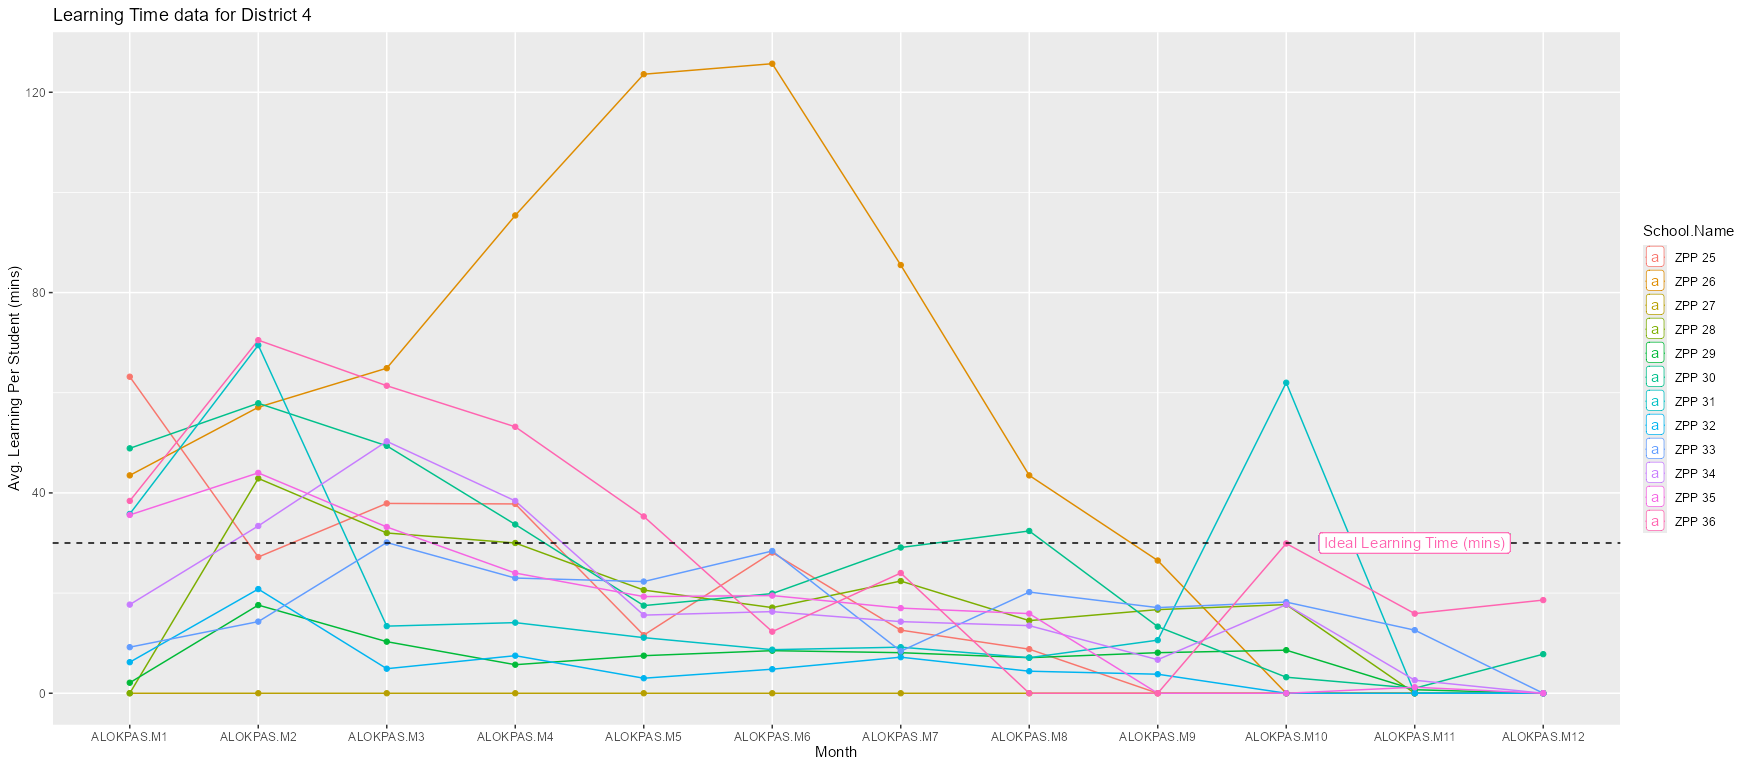 Learning Time data for District 4
Avg. Learning Per Student (mins)
120
80
40
0
Ideal Learning Time (mins)
ALOKPAS.M1 ALOKPAS.M2 ALOKPAS.M3 ALOKPAS.M4 ALOKPAS.M5 ALOKPAS.M6 ALOKPAS.M7 ALOKPAS.M8 ALOKPAS.M9 ALOKPAS.M10 ALOKPAS.M11 ALOKPAS.M12
Month
School.Name
a ZPP 25
a ZPP 26
a ZPP 27
a ZPP 28
a ZPP 29
a ZPP 30
a ZPP 31
a ZPP 32
a ZPP 33
a ZPP 34
a ZPP 35
a ZPP 36